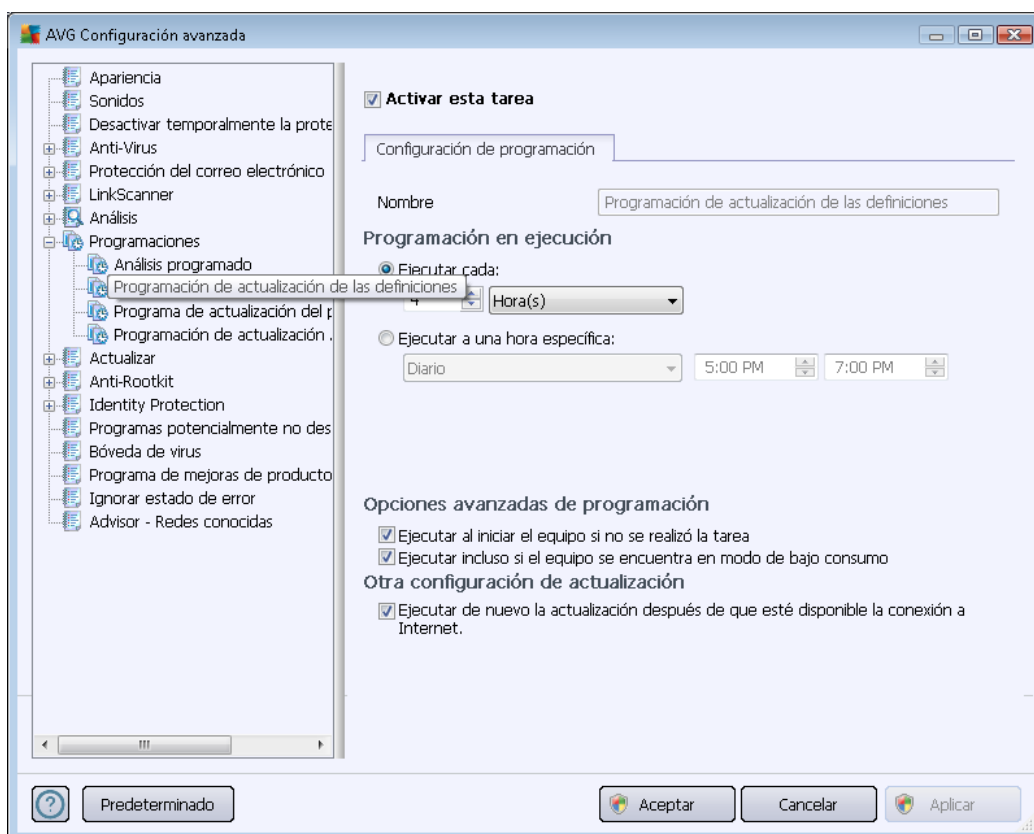 AVG Configuración avanzada
Apariencia
Sonidos
Desactivar temporalmente la prote
Anti-Virus
Protección del correo electrónico
LinkScanner
Análisis
Programaciones
Análisis programado
Programación de actualización de las definiciones
Programa de actualización del p
Programación de actualización .
Actualizar
Anti-Rootkit
Identity Protection
Programas potencialmente no des
Bóveda de virus
Programa de mejoras de producto
Ignorar estado de error
Advisor - Redes conocidas
Activar esta tarea
Configuración de programación
Nombre Programación de actualización de las definiciones
Programación en ejecución
Ejecutar cada:
4 Hora(s)
Ejecutar a una hora específica:
Diario 5:00 PM 7:00 PM
Opciones avanzadas de programación
Ejecutar al iniciar el equipo si no se realizó la tarea
Ejecutar incluso si el equipo se encuentra en modo de bajo consumo
Otra configuración de actualización
Ejecutar de nuevo la actualización después de que esté disponible la conexión a
Internet.
? Predeterminado Aceptar Cancelar Aplicar